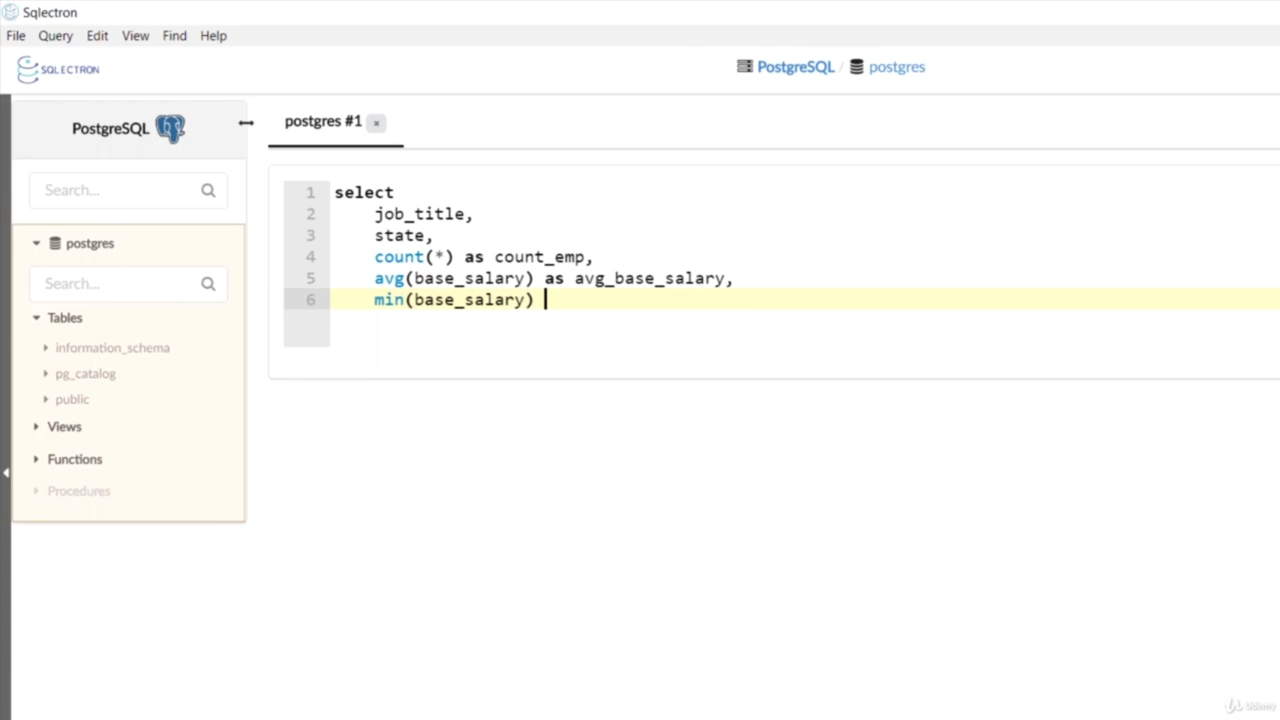 Sqlectron
File Query Edit View Find Help
SQLECTRON
PostgreSQL / postgres
PostgreSQL
postgres #1 ×
Search...
postgres
Search...
Tables
information_schema
pg_catalog
public
Views
Functions
Procedures
1 select
2 job_title,
3 state,
4 count(*) as count_emp,
5 avg(base_salary) as avg_base_salary,
6 min(base_salary)
Udemy